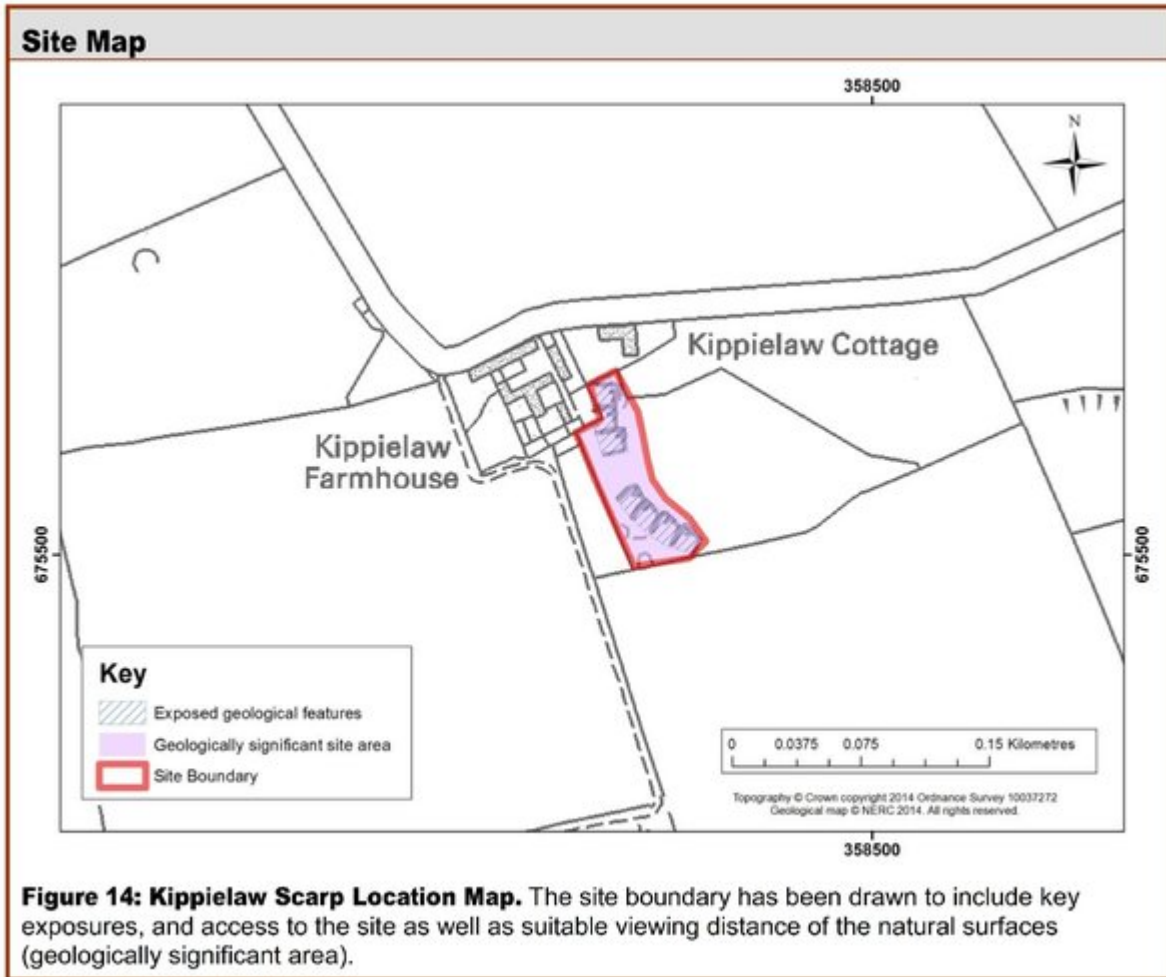 Site Map
358500
N
Kippielaw Cottage
Kippielaw
Farmhouse
675500
675500
Key
Exposed geological features
Geologically significant site area
Site Boundary
0 0.0375 0.075 0.15 Kilometres
Topography © Crown copyright 2014 Ordnance Survey 10037272
Geological map © NERC 2014. All rights reserved.
358500
Figure 14: Kippielaw Scarp Location Map. The site boundary has been drawn to include key
exposures, and access to the site as well as suitable viewing distance of the natural surfaces
(geologically significant area).